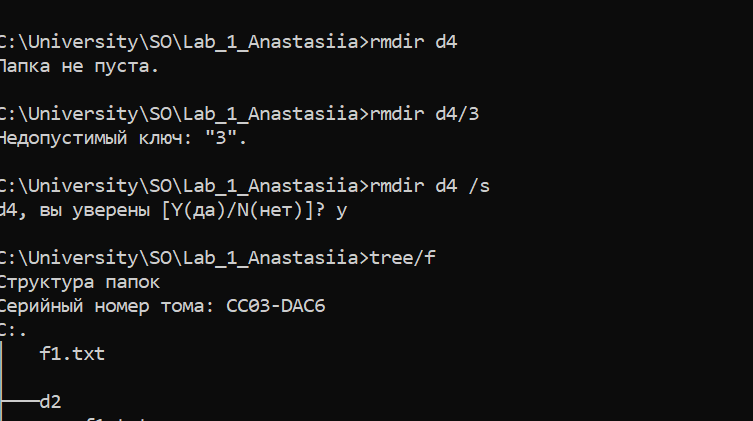 C:\University\SO\Lab_1_Anastasiia>rmdir d4
Папка не пуста.
C:\University\SO\Lab_1_Anastasiia>rmdir d4/3
Недопустимый ключ: "3".
C:\University\SO\Lab_1_Anastasiia>rmdir d4 /s
d4, вы уверены [Y(да)/N(нет)]? y
C:\University\SO\Lab_1_Anastasiia>tree/f
Структура папок
Серийный номер тома: CC03-DAC6
C:.
f1.txt
d2